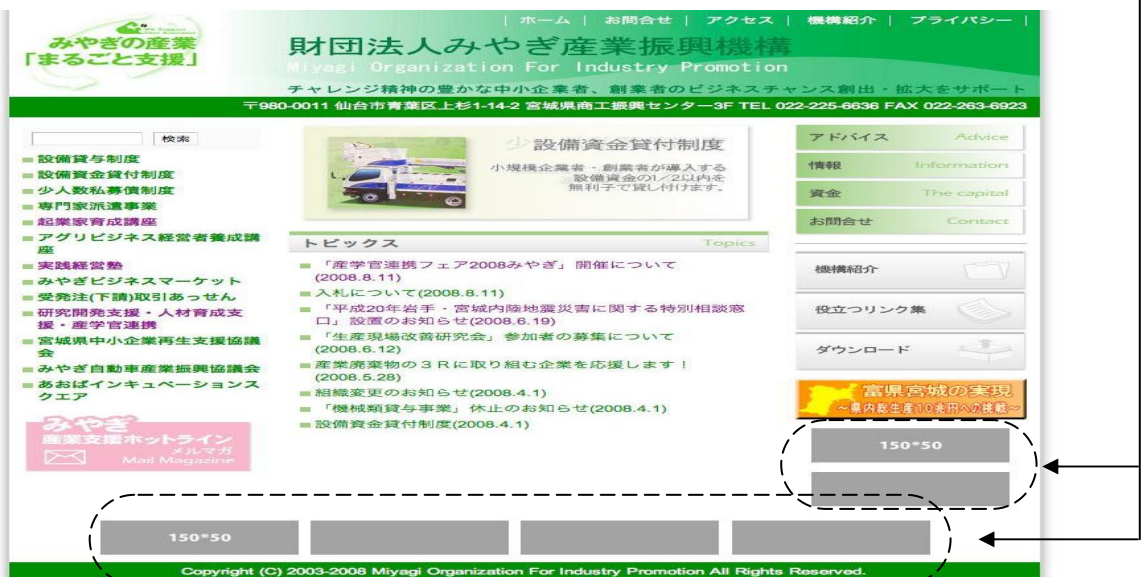 | ホーム | お問合せ | アクセス | 機構紹介 | プライバシー |
みやぎの産業
「まるごと支援」
財団法人みやぎ産業振興機構
Miyagi Organization For Industry Promotion
チャレンジ精神の豊かな中小企業者、創業者のビジネスチャンス創出・拡大をサポート
〒980-0011 仙台市青葉区上杉1-14-2 宮城県商工振興センター3F TEL 022-225-6636 FAX 022-263-6923
検索
設備貸与制度
設備資金貸付制度
少人数私募債制度
専門家派遣事業
起業家育成講座
アグリビジネス経営者養成講
座
実践経営塾
みやぎビジネスマーケット
受発注(下請)取引あっせん
研究開発支援・人材育成支
援・産学官連携
宮城県中小企業再生支援協議
会
みやぎ自動車産業振興協議会
あおばインキュベーションス
クエア
みやぎ
産業支援ホットライン
メルマガ
Mail Magazine
設備資金貸付制度
小規模企業者・創業者が導入する
設備資金の1／2以内を
無利子で貸し付けます。
トピックス Topics
「産学官連携フェア2008みやぎ」開催について
(2008.8.11)
入札について(2008.8.11)
「平成20年岩手・宮城内陸地震災害に関する特別相談窓
口」設置のお知らせ(2008.6.19)
「生産現場改善研究会」参加者の募集について
(2008.6.12)
産業廃棄物の３Ｒに取り組む企業を応援します！
(2008.5.28)
組織変更のお知らせ(2008.4.1)
「機械類貸与事業」休止のお知らせ(2008.4.1)
設備資金貸付制度(2008.4.1)
アドバイス Advice
情報 Information
資金 The capital
お問合せ Contact
機構紹介
役立つリンク集
ダウンロード
富県宮城の実現
～県内総生産10兆円への挑戦～
150*50
150*50
Copyright (C) 2003-2008 Miyagi Organization For Industry Promotion All Rights Reserved.